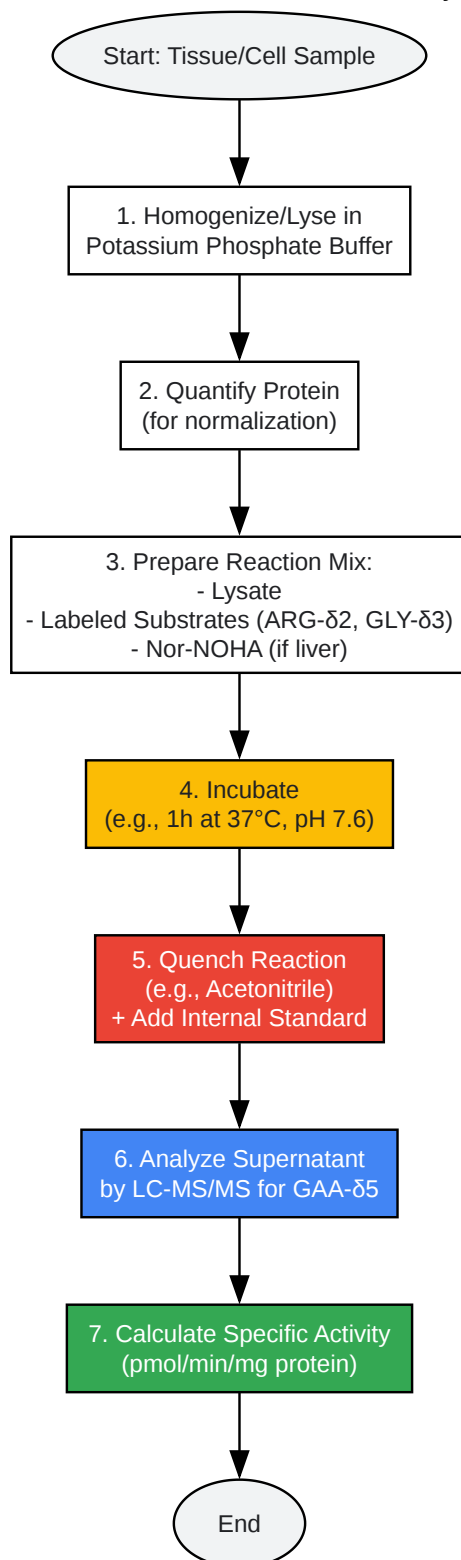 Start: Tissue/Cell Sample
1. Homogenize/Lyse in
Potassium Phosphate Buffer
2. Quantify Protein
(for normalization)
3. Prepare Reaction Mix:
- Lysate
- Labeled Substrates (ARG-δ2, GLY-δ3)
- Nor-NOHA (if liver)
4. Incubate
(e.g., 1h at 37°C, pH 7.6)
5. Quench Reaction
(e.g., Acetonitrile)
+ Add Internal Standard
6. Analyze Supernatant
by LC-MS/MS for GAA-δ5
7. Calculate Specific Activity
(pmol/min/mg protein)
End